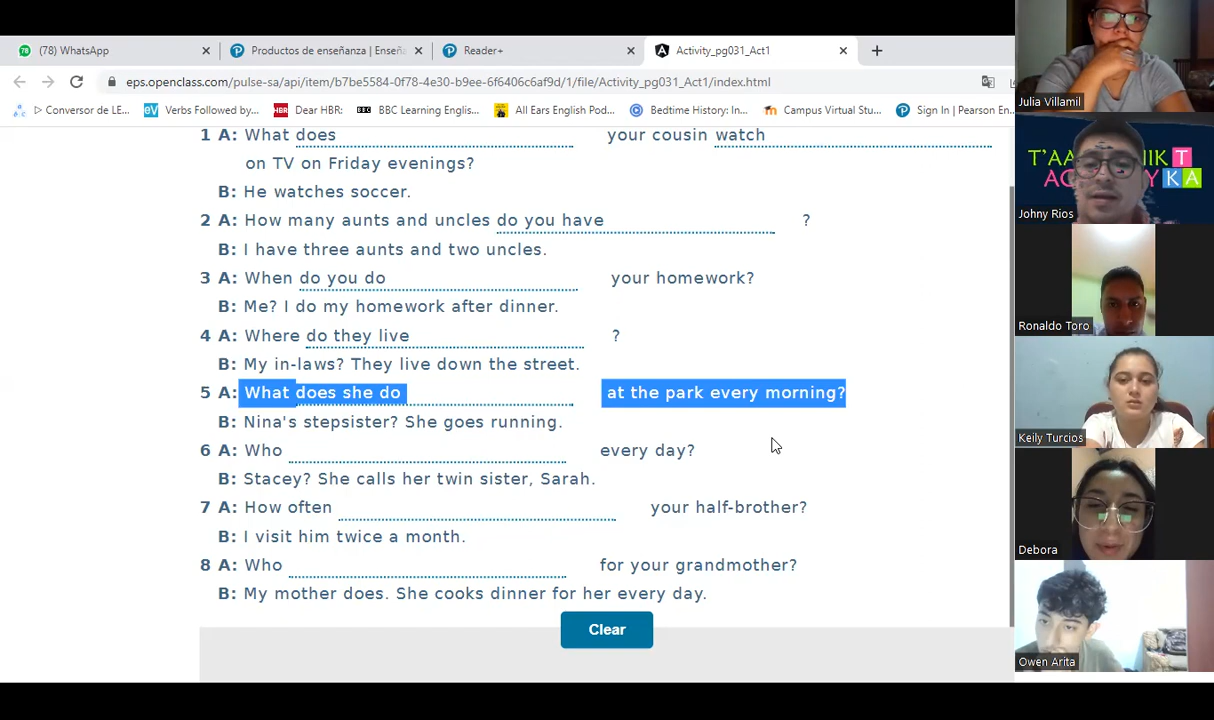 (78) WhatsApp
Productos de enseñanza | Enseña
Reader+
Activity_pg031_Act1
eps.openclass.com/pulse-sa/api/item/b7be5584-0f78-4e30-b9ee-6f6406c6af9d/1/file/Activity_pg031_Act1/index.html
▷ Conversor de LE...
Verbs Followed by...
Dear HBR:
BBC Learning Englis...
All Ears English Pod...
Bedtime History: In...
Campus Virtual Stu...
Sign In | Pearson En...
1 A: What does your cousin watch
on TV on Friday evenings?
B: He watches soccer.
2 A: How many aunts and uncles do you have ?
B: I have three aunts and two uncles.
3 A: When do you do your homework?
B: Me? I do my homework after dinner.
4 A: Where do they live ?
B: My in-laws? They live down the street.
5 A: What does she do at the park every morning?
B: Nina's stepsister? She goes running.
6 A: Who every day?
B: Stacey? She calls her twin sister, Sarah.
7 A: How often your half-brother?
B: I visit him twice a month.
8 A: Who for your grandmother?
B: My mother does. She cooks dinner for her every day.
Clear
Julia Villamil
Johny Rios
Ronaldo Toro
Keily Turcios
Debora
Owen Arita